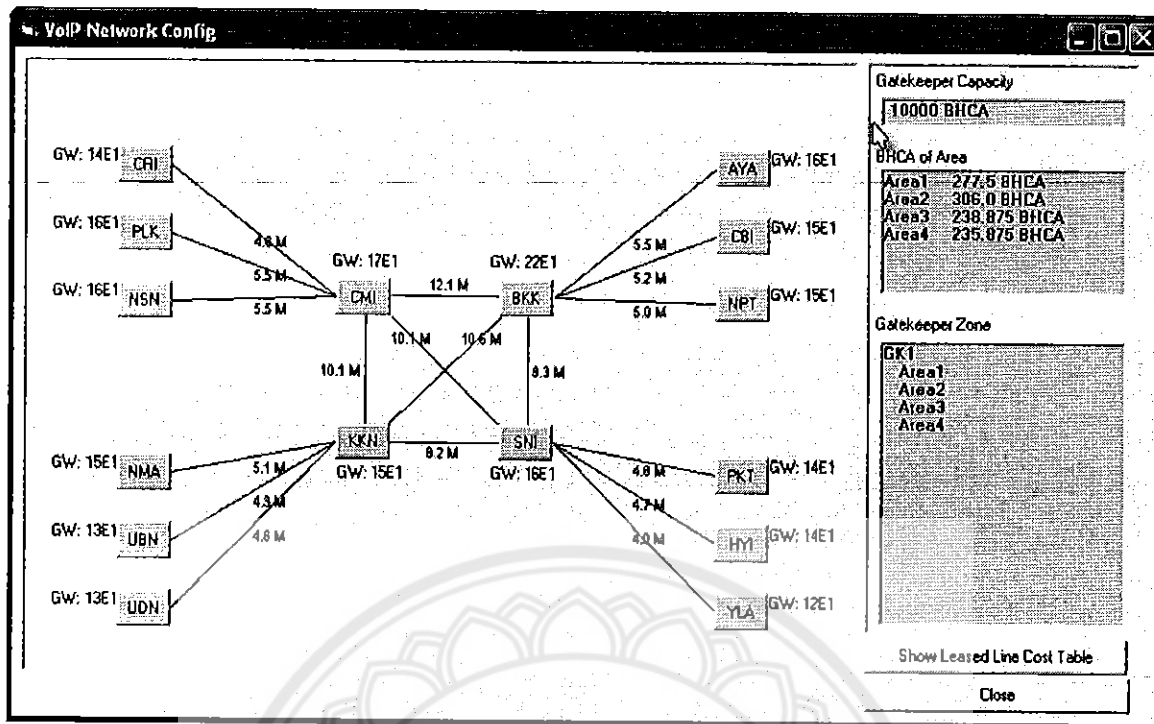 VoIP Network Config
Gatekeeper Capacity
10000 BHCA
BHCA of Area
Area1 277.5 BHCA
Area2 306.0 BHCA
Area3 238.875 BHCA
Area4 235.875 BHCA
Gatekeeper Zone
GK1
Area1
Area2
Area3
Area4
GW: 14E1
CRI
GW: 16E1
PLK
GW: 16E1
NSN
4.8 M
5.5 M
5.5 M
GW: 17E1
CMI
12.1 M
GW: 22E1
BKK
AYA
GW: 16E1
CBI
GW: 15E1
NPT
GW: 15E1
5.5 M
5.2 M
5.0 M
10.1 M
10.6 M
10.1 M
8.3 M
GW: 15E1
NMA
GW: 13E1
UBN
GW: 13E1
UDN
5.1 M
4.3 M
4.6 M
KKN
GW: 15E1
8.2 M
SNI
GW: 16E1
4.8 M
4.7 M
4.0 M
PKT
GW: 14E1
HYI
GW: 14E1
YLA
GW: 12E1
Show Leased Line Cost Table
Close